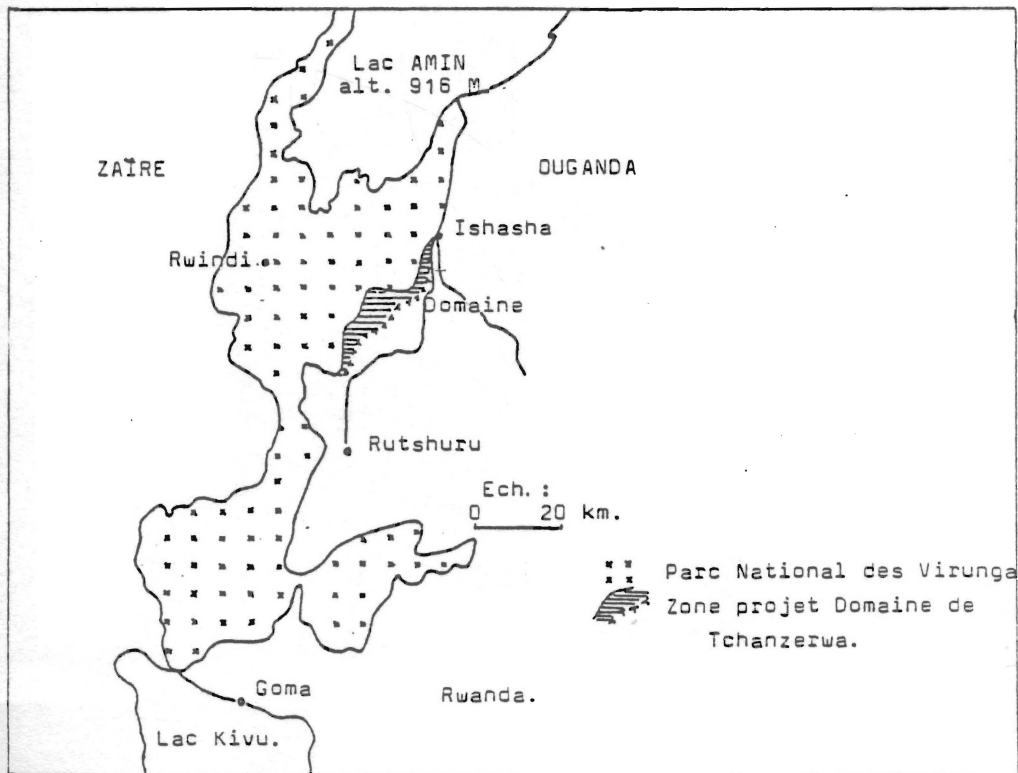 Lac AMIN
alt. 916 M
ZAÏRE
OUGANDA
Ishasha
Rwindi.
Domaine
Rutshuru
Ech. :
0 20 km.
Parc National des Virunga
Zone projet Domaine de
Tchanzerwa.
Goma
Rwanda.
Lac Kivu.